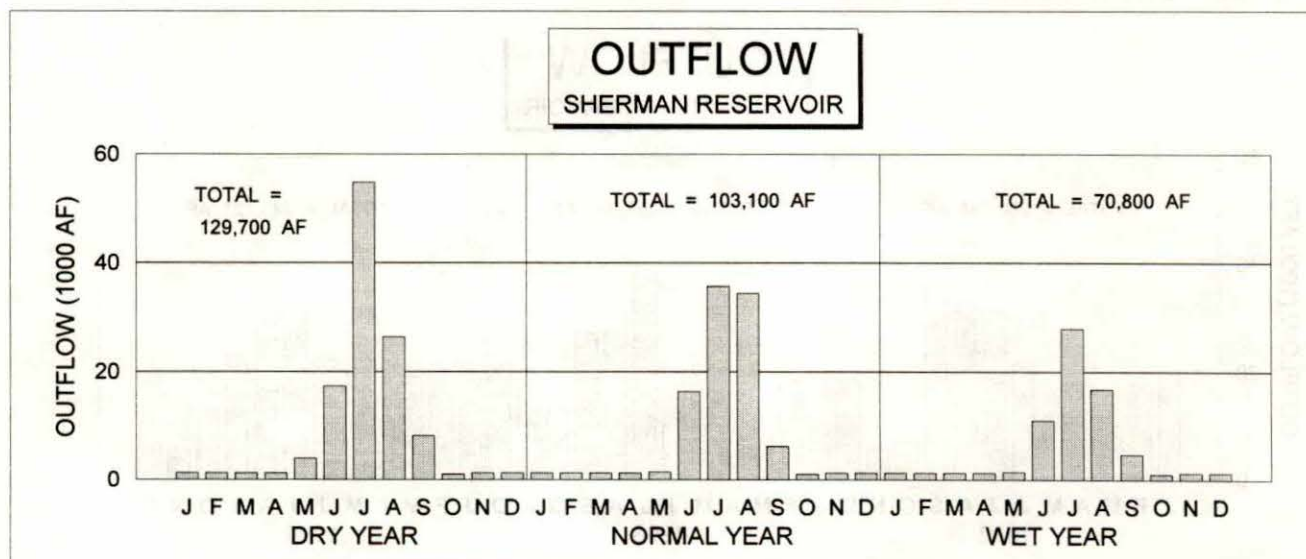 OUTFLOW
SHERMAN RESERVOIR
OUTFLOW (1000 AF)
60
40
20
0
TOTAL =
129,700 AF
TOTAL = 103,100 AF
TOTAL = 70,800 AF
J F M A M J J A S O N D J F M A M J J A S O N D J F M A M J J A S O N D
DRY YEAR NORMAL YEAR WET YEAR